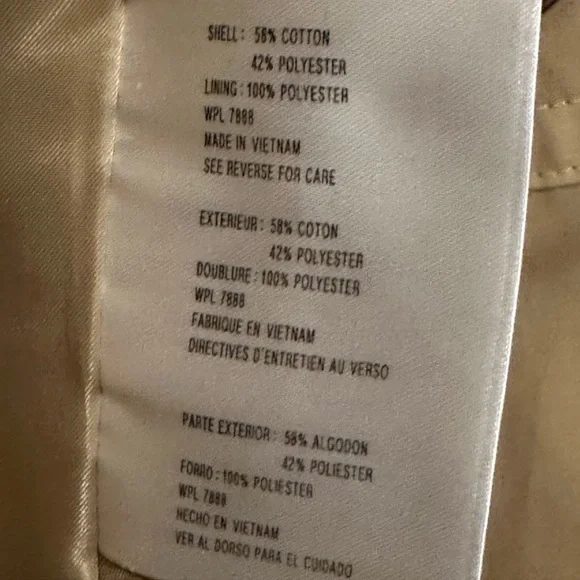 SHELL: 58% COTTON
42% POLYESTER
LINING: 100% POLYESTER
WPL 7888
MADE IN VIETNAM
SEE REVERSE FOR CARE
EXTERIEUR: 58% COTON
42% POLYESTER
DOUBLURE: 100% POLYESTER
WPL 7888
FABRIQUE EN VIETNAM
DIRECTIVES D'ENTRETIEN AU VERSO
PARTE EXTERIOR: 58% ALGODON
42% POLIESTER
FORRO: 100% POLIESTER
WPL 7888
HECHO EN VIETNAM
VER AL DORSO PARA EL CUIDADO